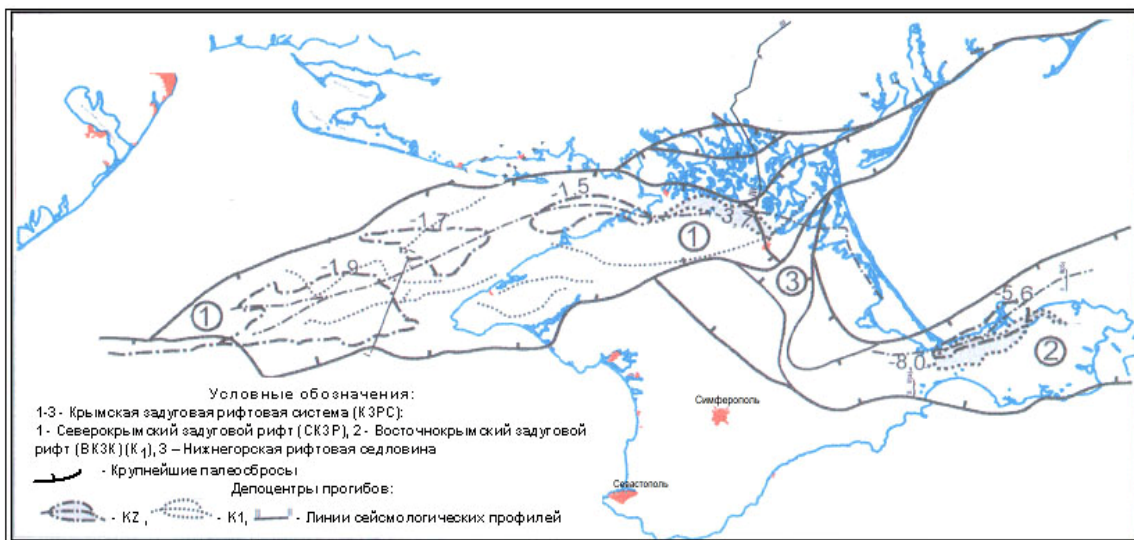 -1.5
-1.7
-3.7
1
-1.9
3
-5.6
1
-8.0
2
Симферополь
Севастополь
Условные обозначения:
1-3 - Крымская задуговая рифтовая система (КЗРС):
1 - Северокрымский задуговой рифт (СКЗР), 2 - Восточнокрымский задуговой
рифт (ВКЗК) (К1), 3 – Нижнегорская рифтовая седловина
- Крупнейшие палеосбросы
Депоцентры прогибов:
- KZ, - K1, - Линии сейсмологических профилей